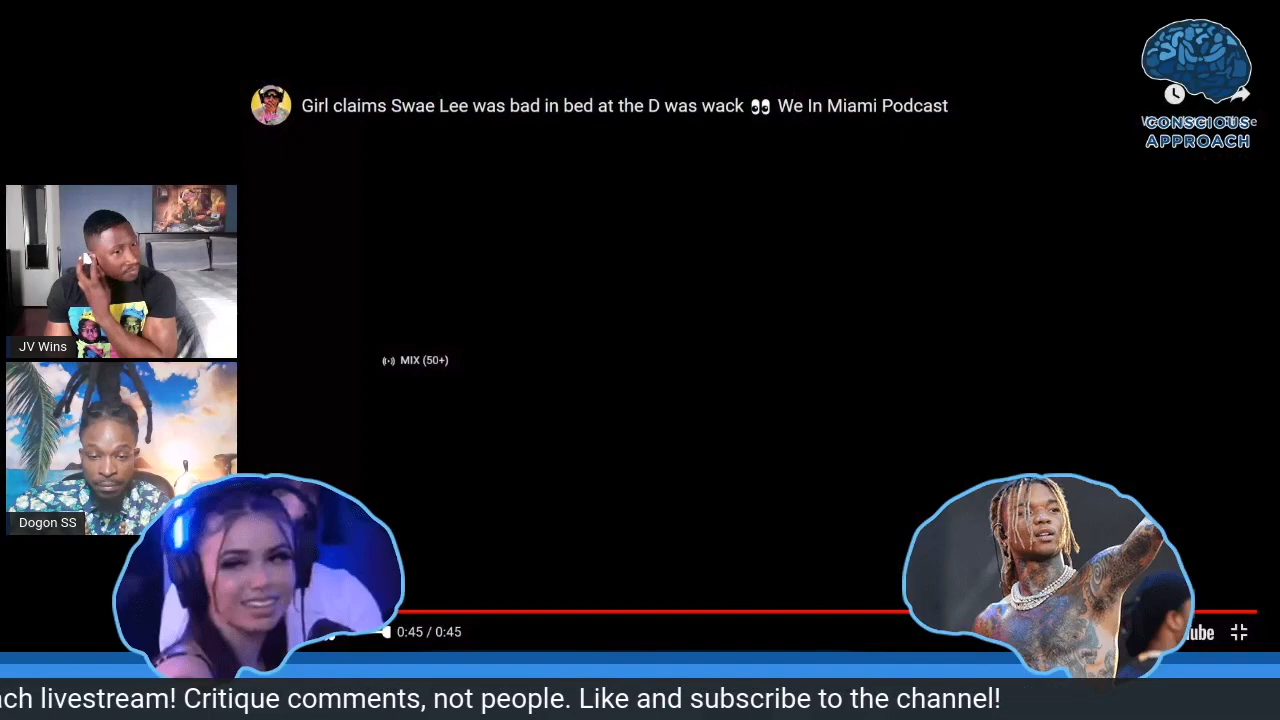 Girl claims Swae Lee was bad in bed at the D was wack 👀 We In Miami Podcast
CONSCIOUS
APPROACH
JV Wins
MIX (50+)
Dogon SS
0:45 / 0:45
ube
ch livestream! Critique comments, not people. Like and subscribe to the channel!